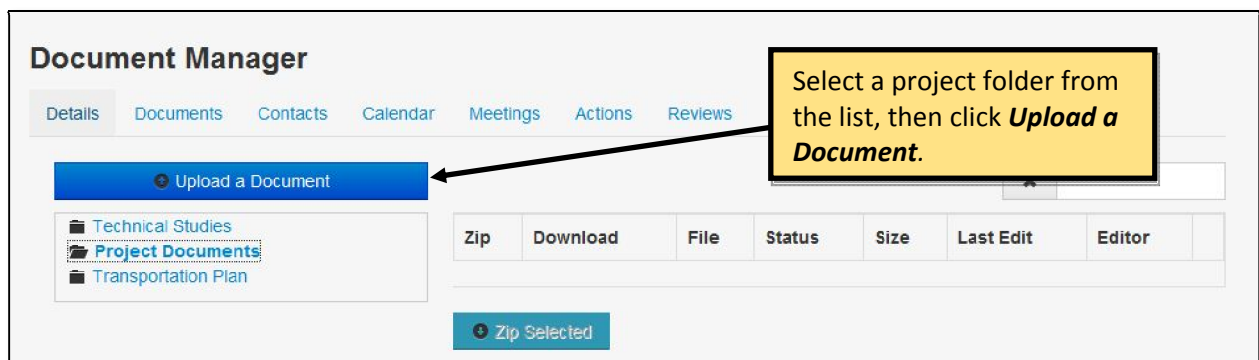 Document Manager
Select a project folder from
the list, then click Upload a
Document.
Details Documents Contacts Calendar Meetings Actions Reviews
Upload a Document
Technical Studies
Project Documents
Transportation Plan
Zip Download File Status Size Last Edit Editor
Zip Selected